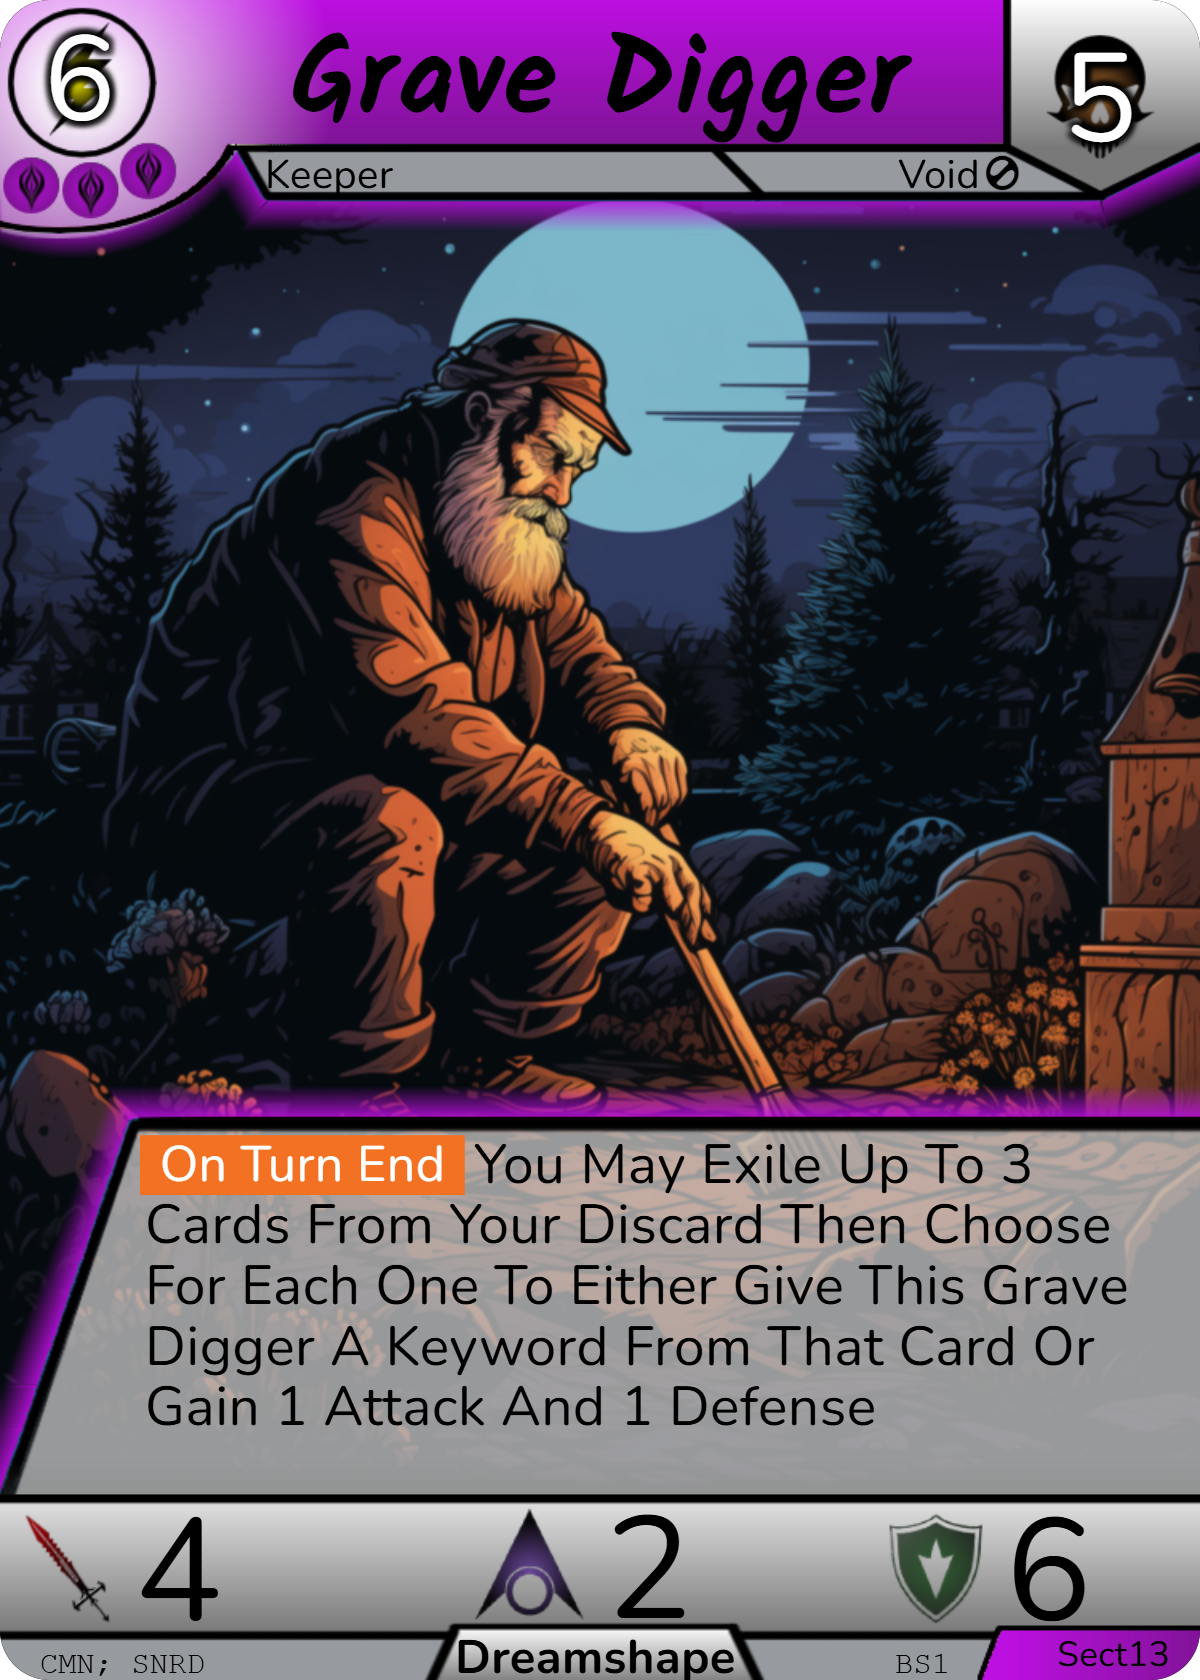 6
Grave Digger
5
Keeper
Void
On Turn End You May Exile Up To 3
Cards From Your Discard Then Choose
For Each One To Either Give This Grave
Digger A Keyword From That Card Or
Gain 1 Attack And 1 Defense
4
2
6
CMN; SNRD
Dreamshape
BS1
Sect13